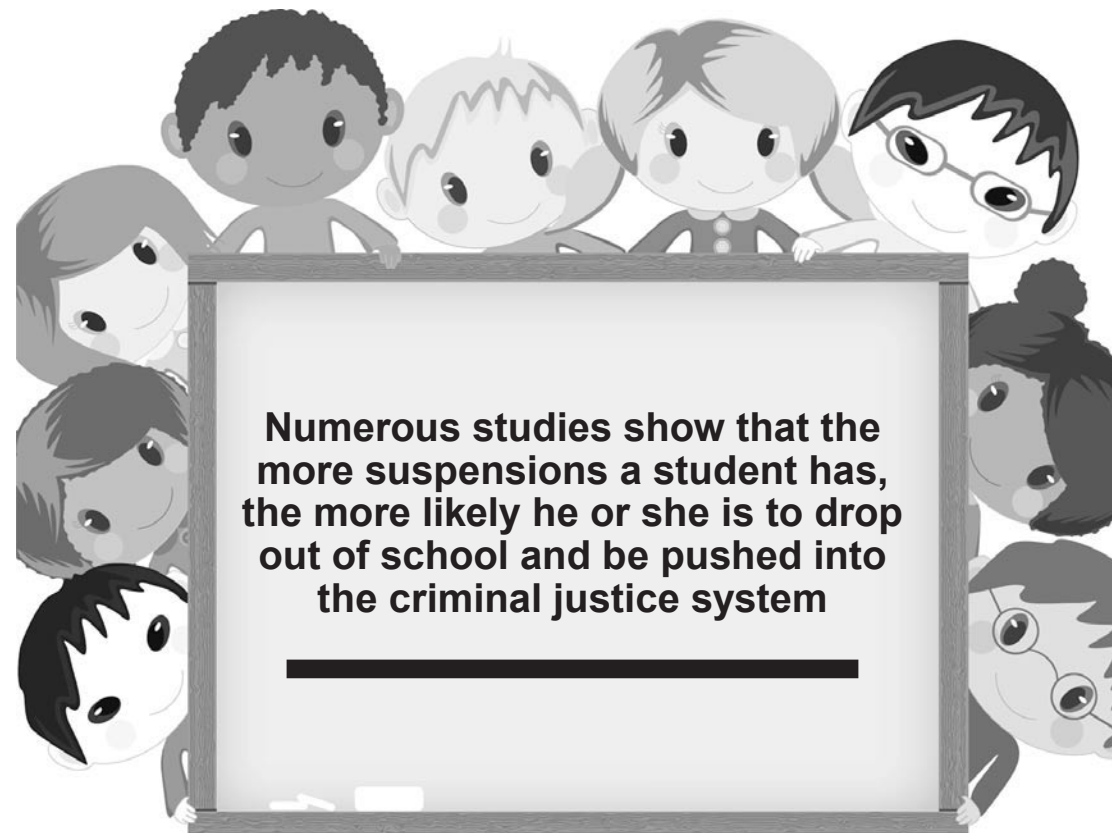 Numerous studies show that the
more suspensions a student has,
the more likely he or she is to drop
out of school and be pushed into
the criminal justice system